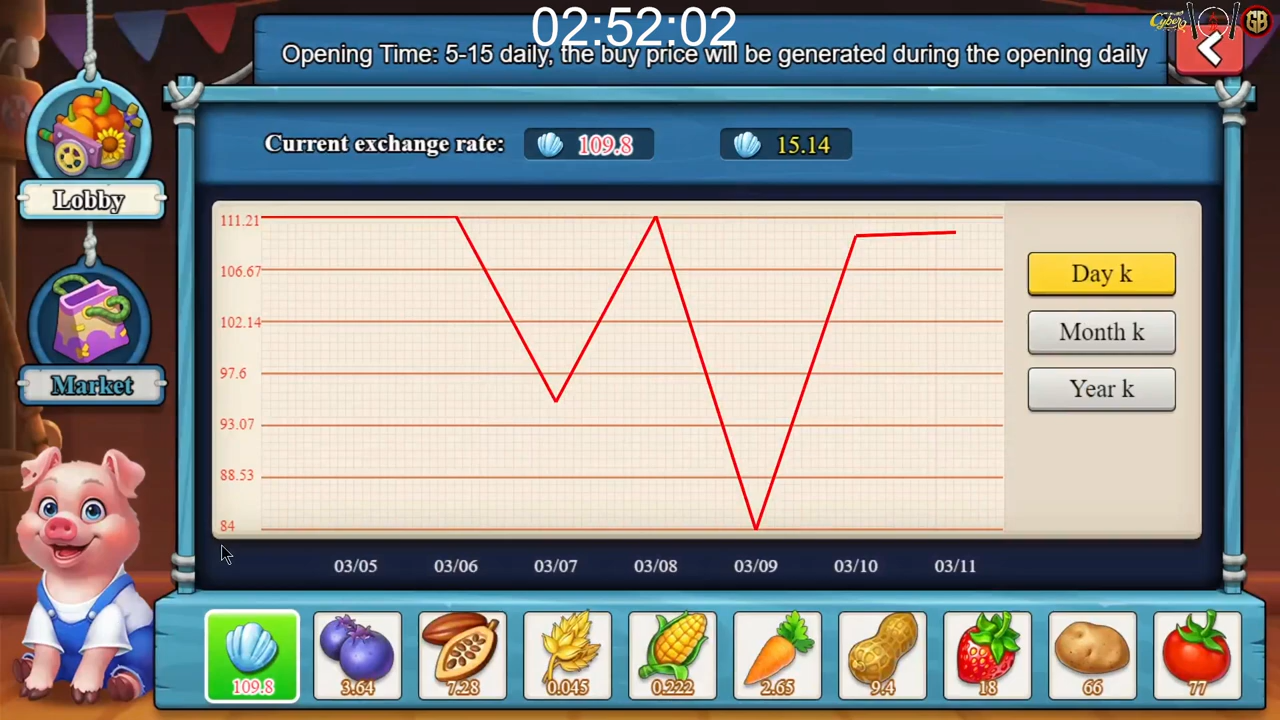 02:52:02
Opening Time: 5-15 daily, the buy price will be generated during the opening daily
Cyber
GB
Current exchange rate: 109.8 15.14
Lobby
Market
111.21
106.67
102.14
97.6
93.07
88.53
84
Day k
Month k
Year k
03/05 03/06 03/07 03/08 03/09 03/10 03/11
109.8 3.64 7.28 0.045 0.222 2.65 9.4 18 66 77